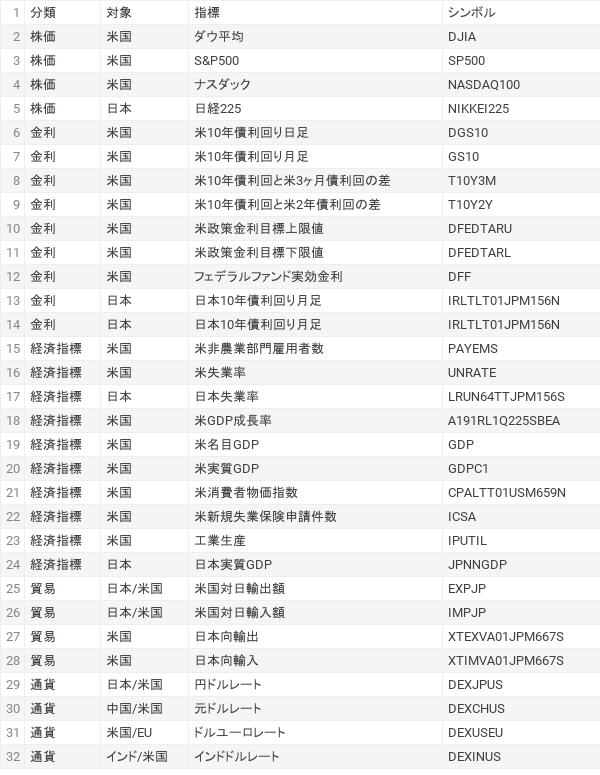 1 分類 対象 指標 シンボル
2 株価 米国 ダウ平均 DJIA
3 株価 米国 S&P500 SP500
4 株価 米国 ナスダック NASDAQ100
5 株価 日本 日経225 NIKKEI225
6 金利 米国 米10年債利回り日足 DGS10
7 金利 米国 米10年債利回り月足 GS10
8 金利 米国 米10年債利回と米3ヶ月債利回の差 T10Y3M
9 金利 米国 米10年債利回と米2年債利回の差 T10Y2Y
10 金利 米国 米政策金利目標上限値 DFEDTARU
11 金利 米国 米政策金利目標下限値 DFEDTARL
12 金利 米国 フェデラルファンド実効金利 DFF
13 金利 日本 日本10年債利回り月足 IRLTLT01JPM156N
14 金利 日本 日本10年債利回り月足 IRLTLT01JPM156N
15 経済指標 米国 米非農業部門雇用者数 PAYEMS
16 経済指標 米国 米失業率 UNRATE
17 経済指標 日本 日本失業率 LRUN64TTJPM156S
18 経済指標 米国 米GDP成長率 A191RL1Q225SBEA
19 経済指標 米国 米名目GDP GDP
20 経済指標 米国 米実質GDP GDPC1
21 経済指標 米国 米消費者物価指数 CPALTT01USM659N
22 経済指標 米国 米新規失業保険申請件数 ICSA
23 経済指標 米国 工業生産 IPUTIL
24 経済指標 日本 日本実質GDP JPNNGDP
25 貿易 日本/米国 米国対日輸出額 EXPJP
26 貿易 日本/米国 米国対日輸入額 IMPJP
27 貿易 米国 日本向輸出 XTEXVA01JPM667S
28 貿易 米国 日本向輸入 XTIMVA01JPM667S
29 通貨 日本/米国 円ドルレート DEXJPUS
30 通貨 中国/米国 元ドルレート DEXCHUS
31 通貨 米国/EU ドルユーロレート DEXUSEU
32 通貨 インド/米国 インドドルレート DEXINUS